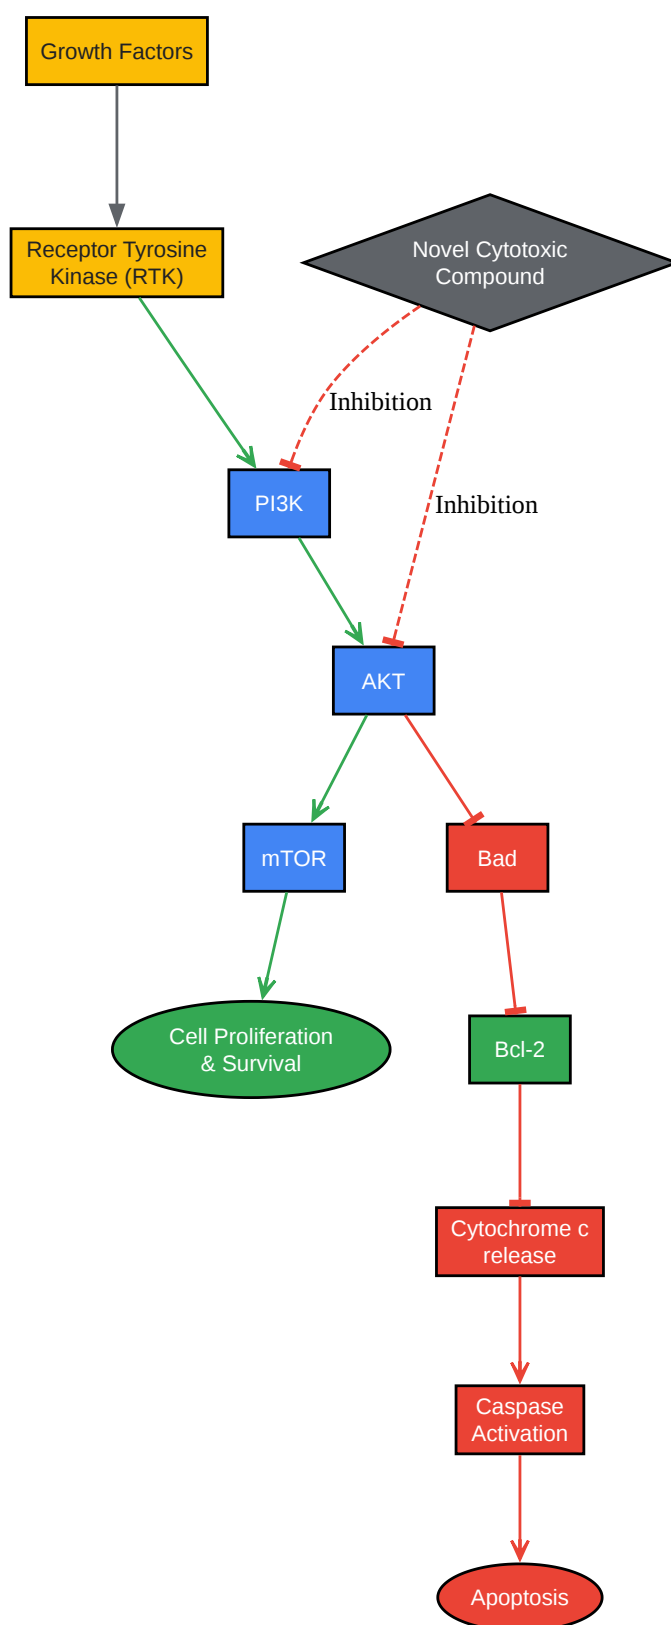 Growth Factors
Receptor Tyrosine
Kinase (RTK)
Novel Cytotoxic
Compound
Inhibition
PI3K
Inhibition
AKT
mTOR
Bad
Cell Proliferation
& Survival
Bcl-2
Cytochrome c
release
Caspase
Activation
Apoptosis